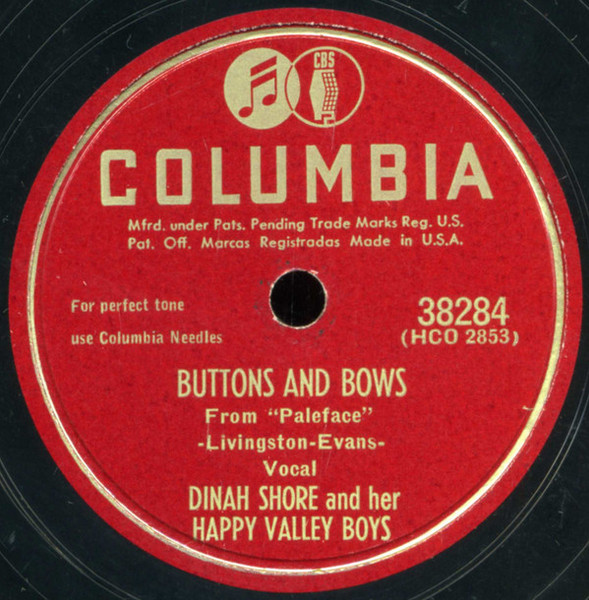 CBS
COLUMBIA
Mfrd. under Pats. Pending Trade Marks Reg. U.S.
Pat. Off. Marcas Registradas Made in U.S.A.
For perfect tone
use Columbia Needles
38284
(HCO 2853)
BUTTONS AND BOWS
From "Paleface"
-Livingston-Evans-
Vocal
DINAH SHORE and her
HAPPY VALLEY BOYS